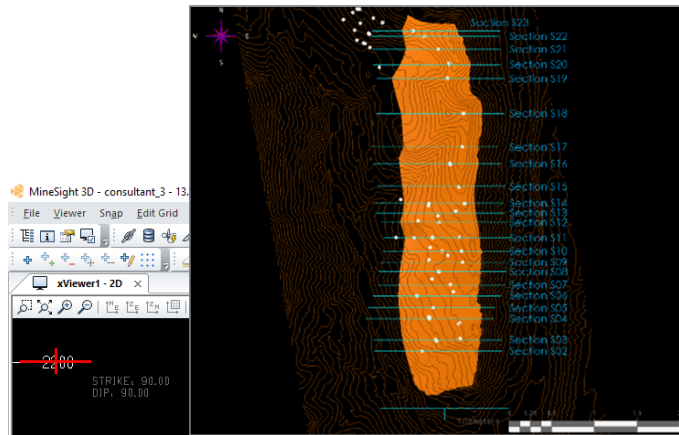 Section S23
N
Section S22
W E
Section S21
S
Section S20
Section S19
Section S18
Section S17
Section S16
Section S15
Section S14
Section S13
Section S12
Section S11
Section S10
Section S09
Section S08
Section S07
Section S06
Section S05
Section S04
Section S03
Section S02
MineSight 3D - consultant_3 - 13.
File Viewer Snap Edit Grid
xViewer1 - 2D
2200
STRIKE: 90.00
DIP: 90.00
Kilometers